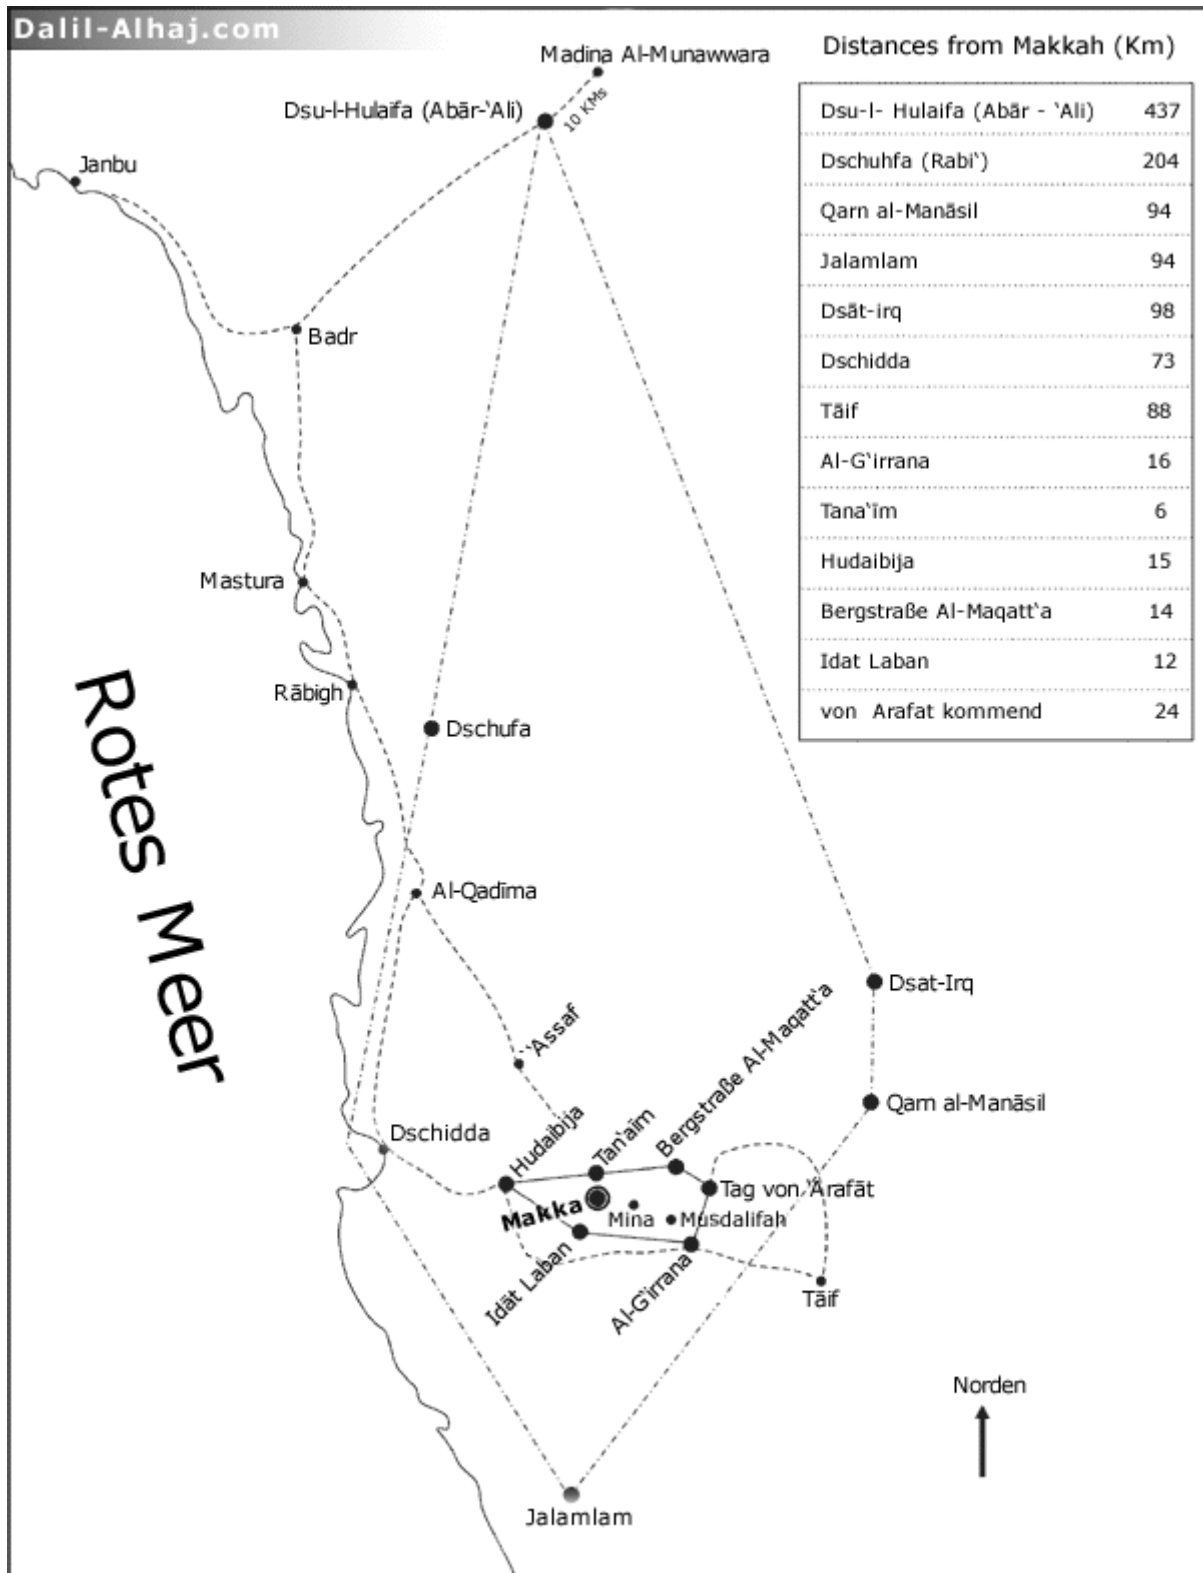 Dalil-Alhaj.com
Distances from Makkah (Km)
Dsu-l- Hulaifa (Abār - ‘Ali) 437
Dschuhfa (Rabi‘) 204
Qarn al-Manāsil 94
Jalamlam 94
Dsāt-irq 98
Dschidda 73
Tāif 88
Al-G‘irrana 16
Tana‘īm 6
Hudaibija 15
Bergstraße Al-Maqatt‘a 14
Idat Laban 12
von Arafat kommend 24
Madina Al-Munawwara
Dsu-l-Hulaifa (Abār-‘Ali)
10 KMs
Janbu
Badr
Mastura
Rābigh
Dschufa
Rotes Meer
Al-Qadīma
Dsat-Irq
‘Assaf
Bergstraße Al-Maqatt‘a
Qarn al-Manāsil
Dschidda
Hudaibija
Tan‘aīm
Tag von ‘Arafāt
Makka
Mina
Musdalifah
Idāt Laban
Al-G‘irrana
Tāif
Norden
Jalamlam